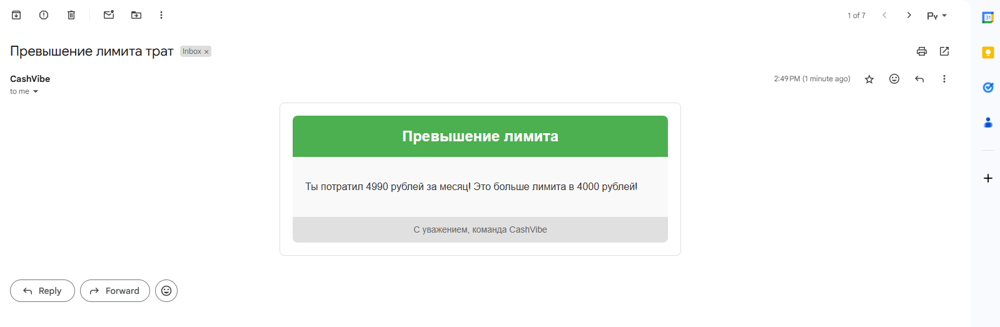 1 of 7
Ру
31
Превышение лимита трат
Inbox ×
CashVibe
2:49 PM (1 minute ago)
to me
Превышение лимита
Ты потратил 4990 рублей за месяц! Это больше лимита в 4000 рублей!
С уважением, команда CashVibe
Reply
Forward